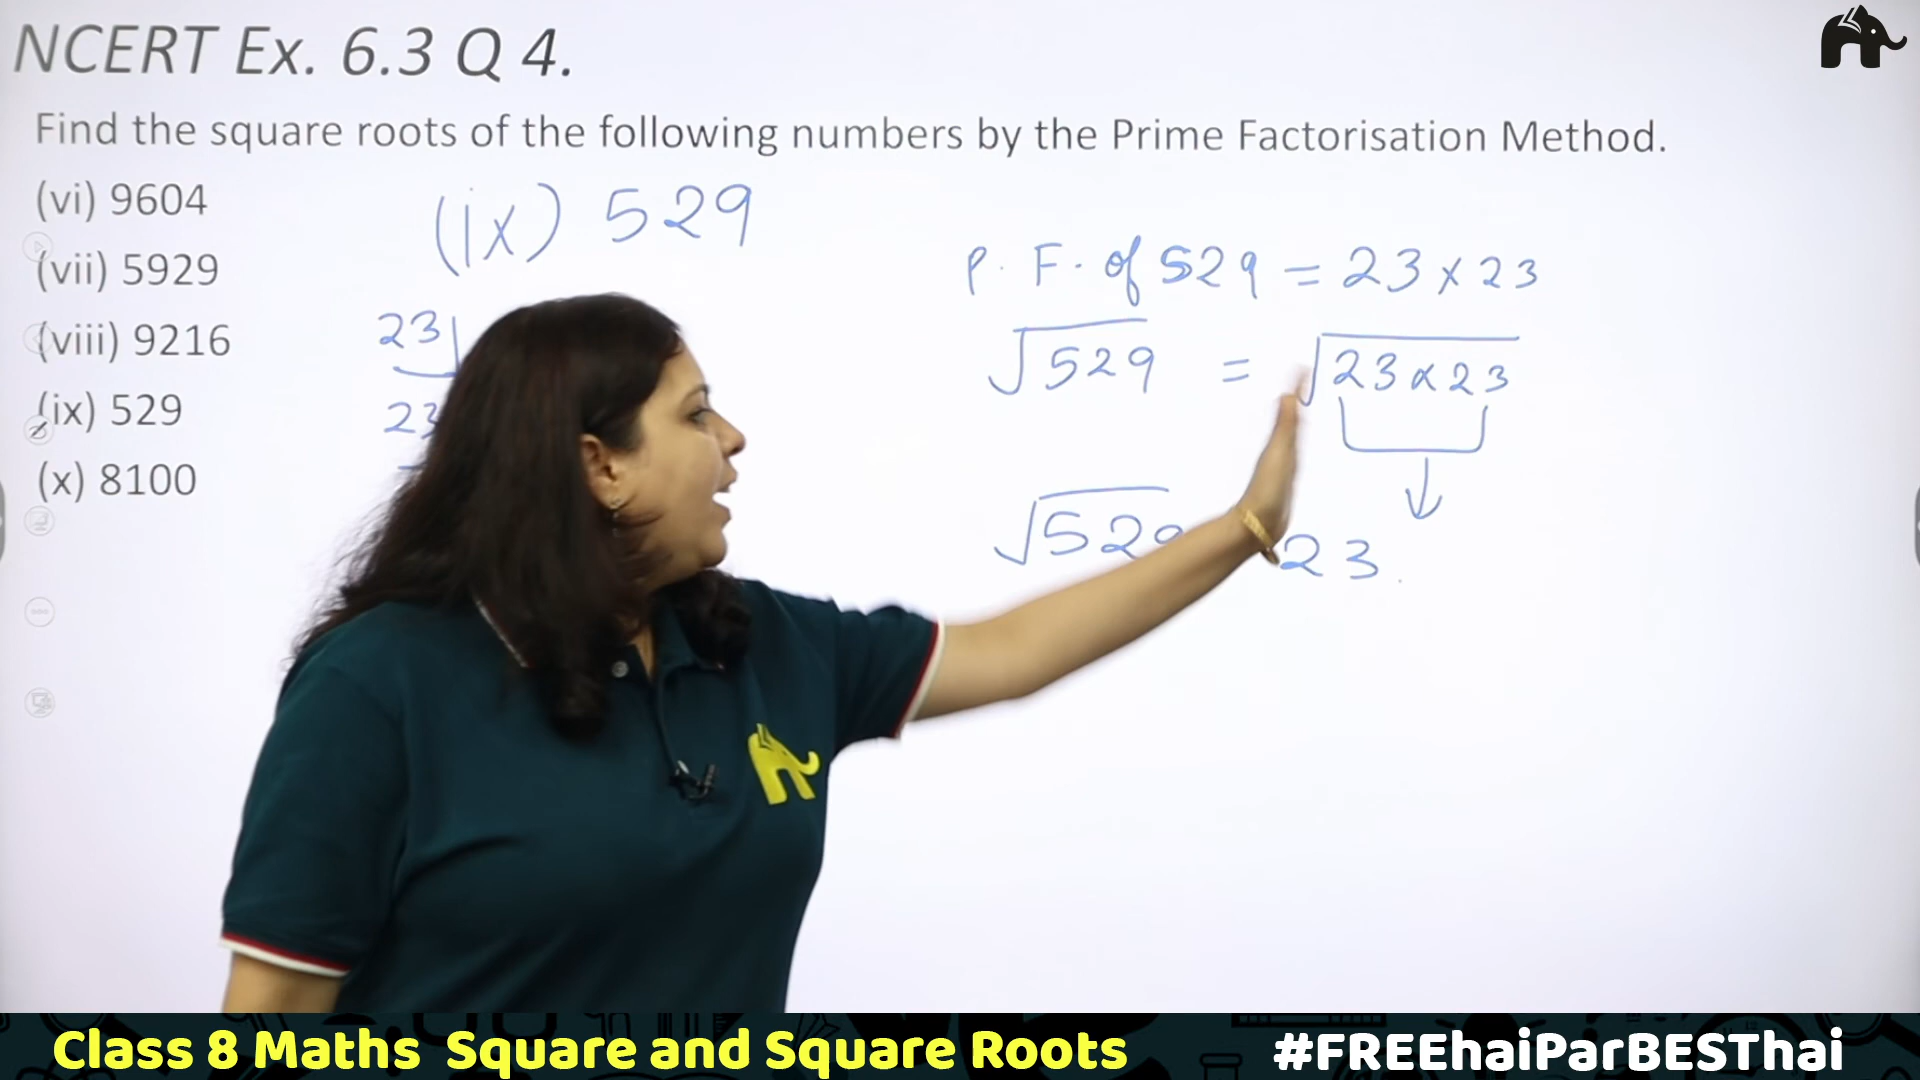 NCERT Ex. 6.3 Q 4.
Find the square roots of the following numbers by the Prime Factorisation Method.
(vi) 9604
(vii) 5929
(viii) 9216
(ix) 529
(x) 8100
(ix) 529
23
23
P. F. of 529 = 23 × 23
√529 = √23 × 23
√529
23.
Class 8 Maths Square and Square Roots
#FREEhaiParBESThai